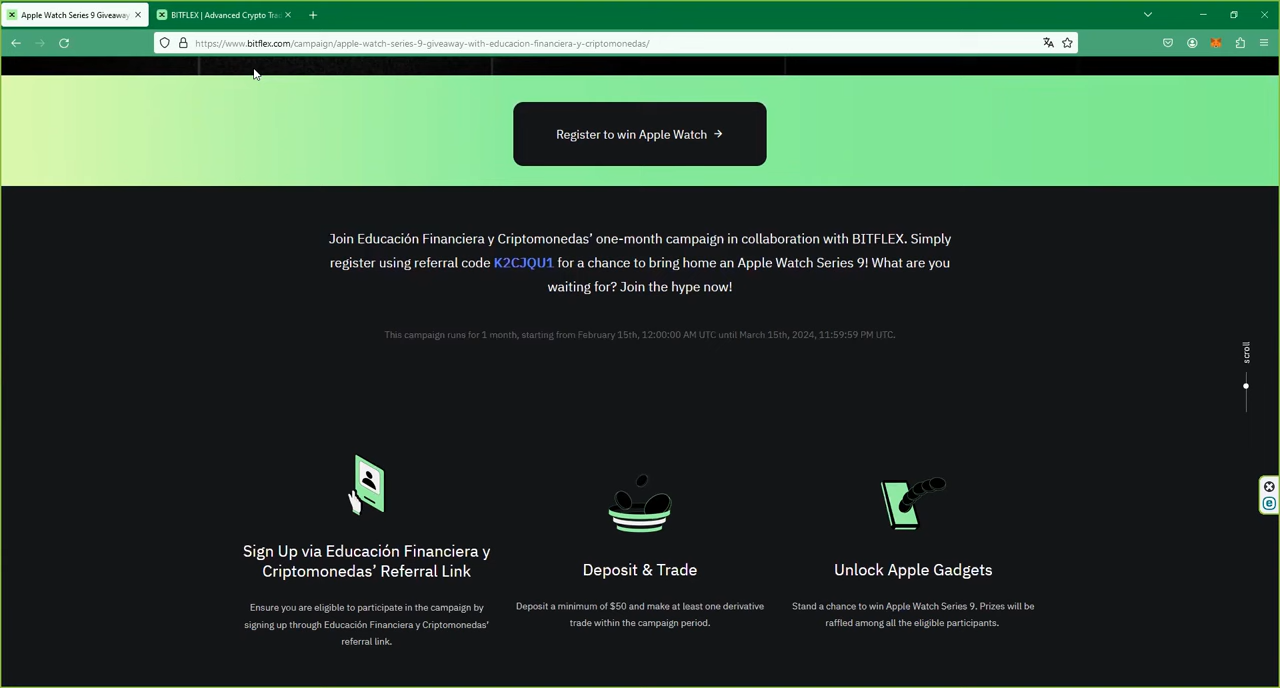 Apple Watch Series 9 Giveaway
BITFLEX | Advanced Crypto Tra
https://www.bitflex.com/campaign/apple-watch-series-9-giveaway-with-educacion-financiera-y-criptomonedas/
Register to win Apple Watch →
Join Educación Financiera y Criptomonedas’ one-month campaign in collaboration with BITFLEX. Simply
register using referral code K2CJQU1 for a chance to bring home an Apple Watch Series 9! What are you
waiting for? Join the hype now!
This campaign runs for 1 month, starting from February 15th, 12:00:00 AM UTC until March 15th, 2024, 11:59:59 PM UTC.
scroll
Sign Up via Educación Financiera y
Criptomonedas’ Referral Link
Ensure you are eligible to participate in the campaign by
signing up through Educación Financiera y Criptomonedas’
referral link.
Deposit & Trade
Deposit a minimum of $50 and make at least one derivative
trade within the campaign period.
Unlock Apple Gadgets
Stand a chance to win Apple Watch Series 9. Prizes will be
raffled among all the eligible participants.